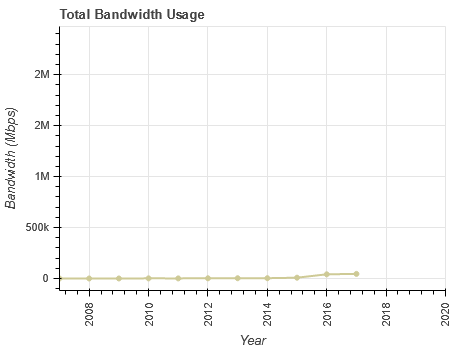 Total Bandwidth Usage
2M
2M
1M
500k
0
Bandwidth (Mbps)
2008
2010
2012
2014
2016
2018
2020
Year